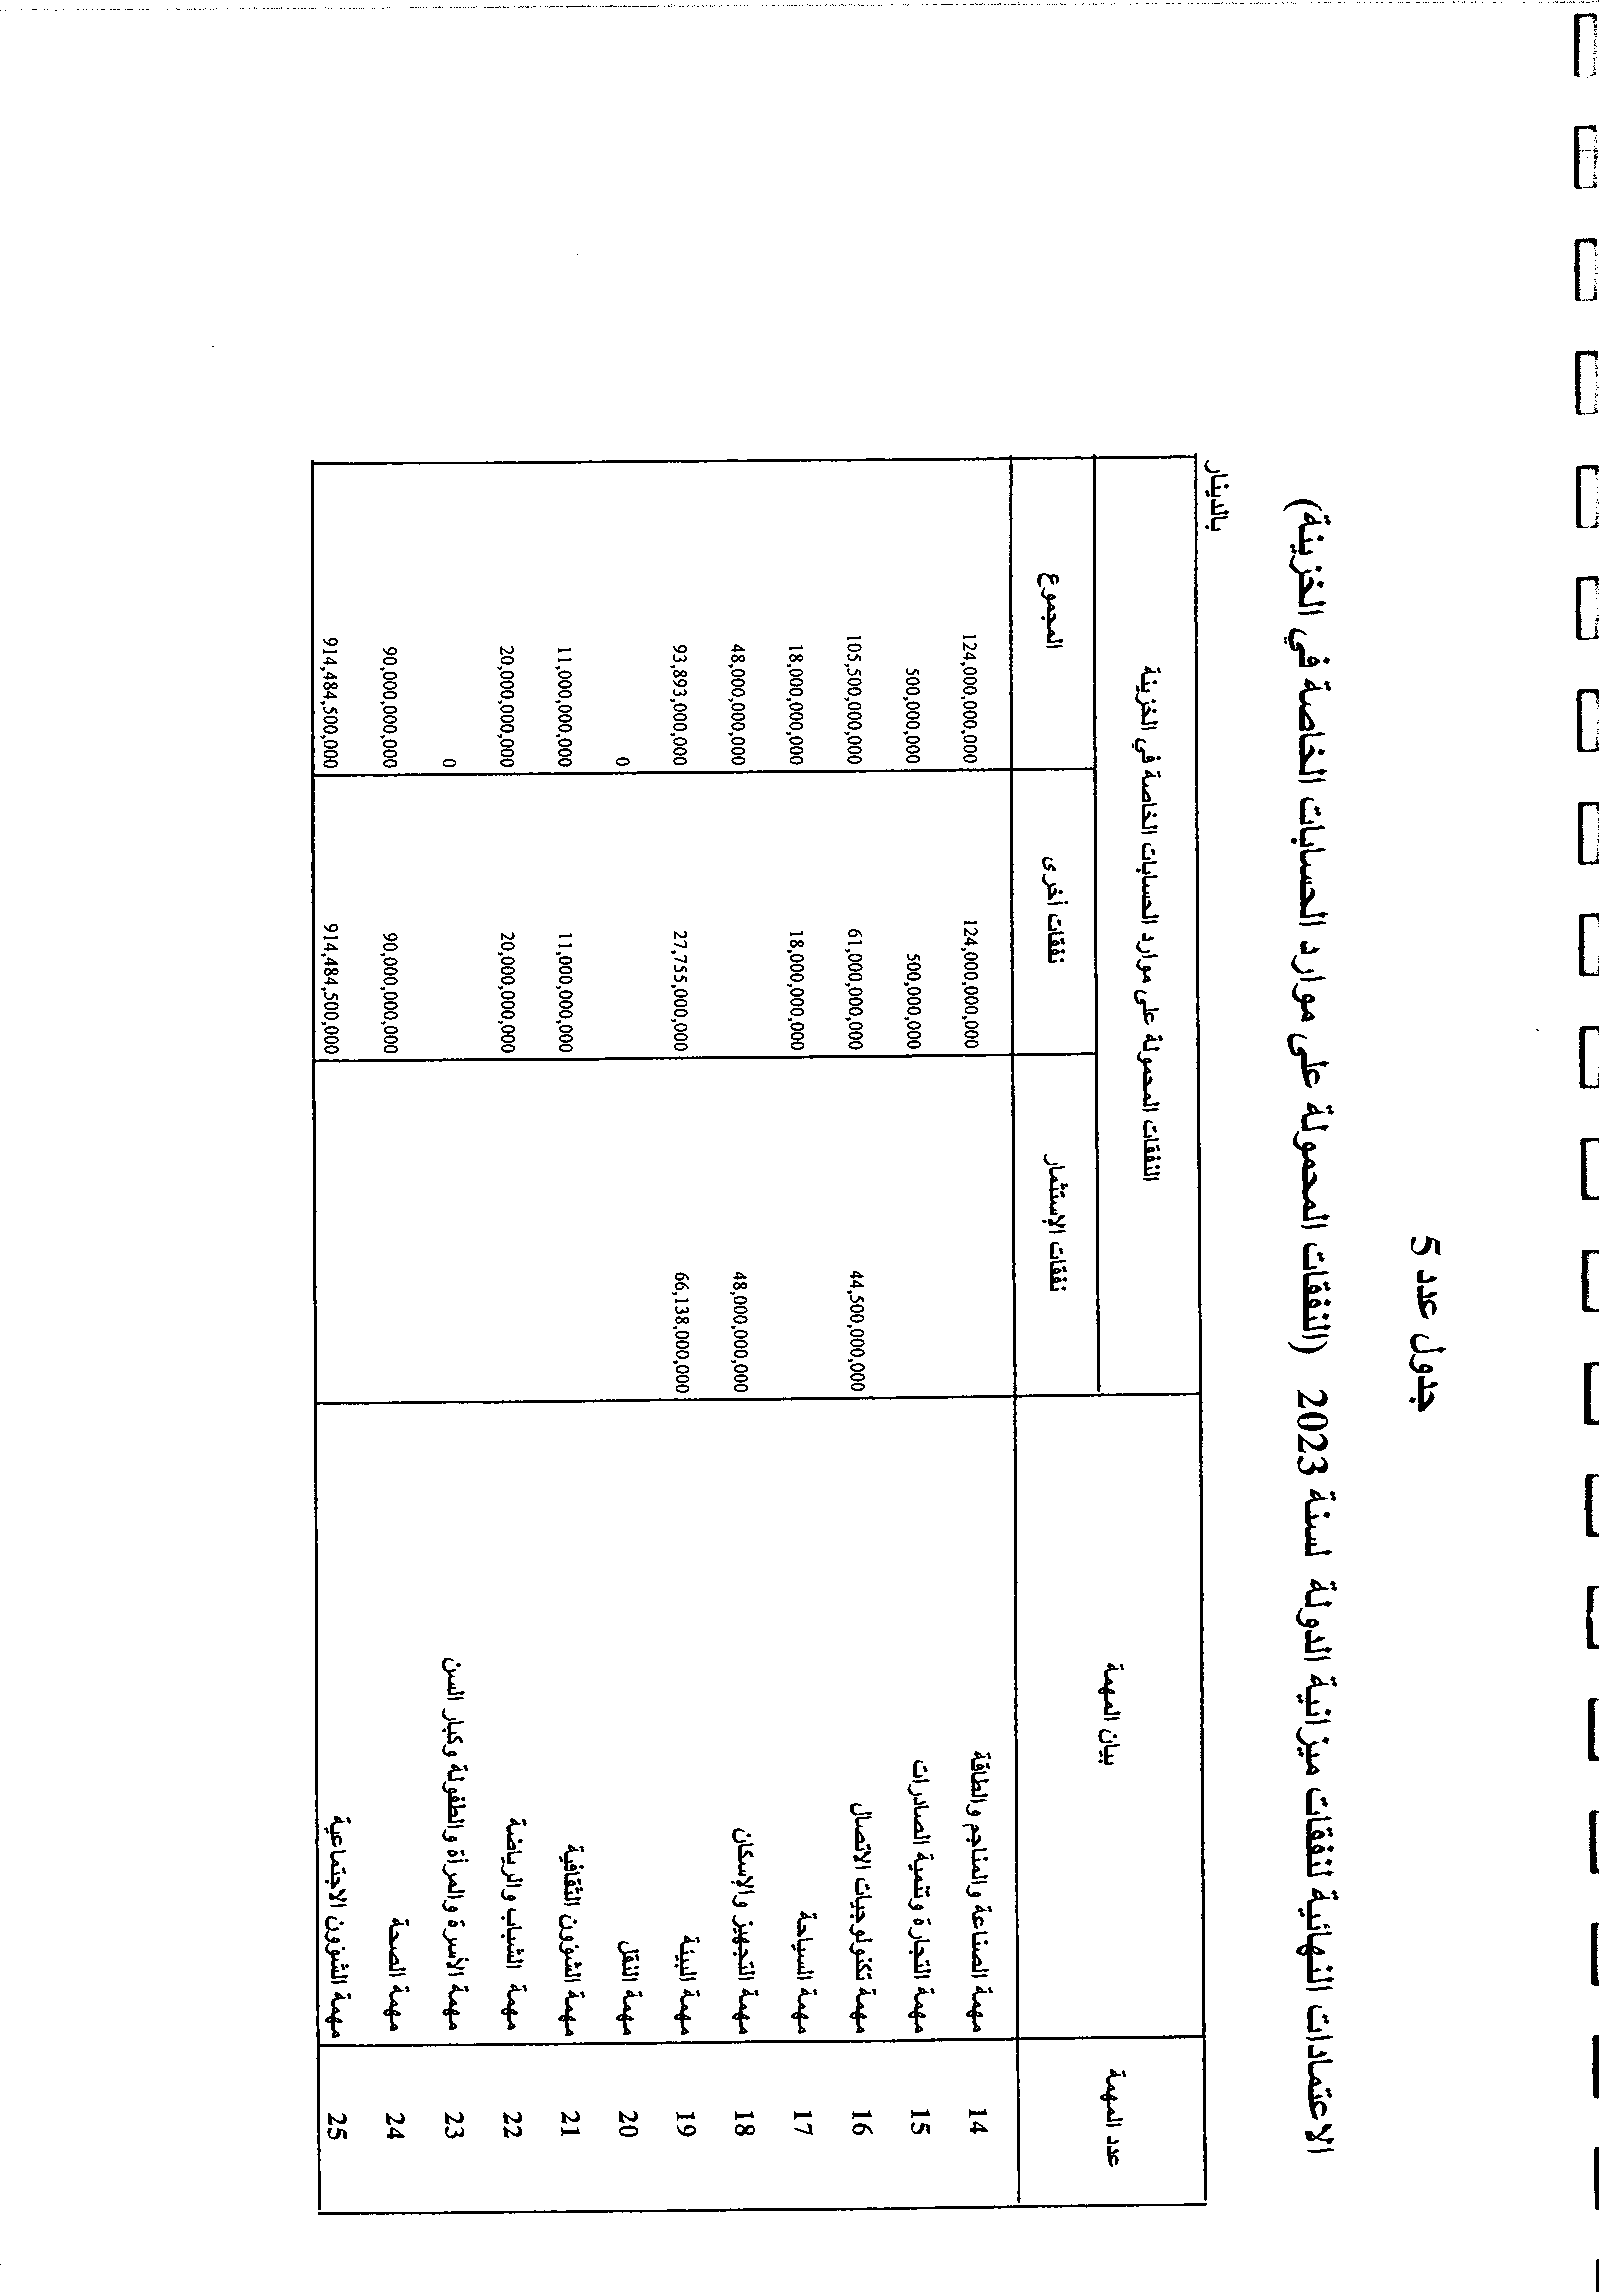 جدول عدد 5
الاعتمادات النهائية لنفقات ميزانية الدولة لسنة 2023 (النفقات المحمولة على موارد الحسابات الخاصة في الخزينة)
بالدينار
عدد المهمة بيان المهمة النفقات المحمولة على موارد الحسابات الخاصة في الخزينة
نفقات الإستثمار نفقات أخرى المجموع
14 مهمة الصناعة والمناجم والطاقة 124,000,000,000 124,000,000,000
15 مهمة التجارة وتنمية الصادرات 500,000,000 500,000,000
16 مهمة تكنولوجيات الاتصال 44,500,000,000 61,000,000,000 105,500,000,000
17 مهمة السياحة 18,000,000,000 18,000,000,000
18 مهمة التجهيز والإسكان 48,000,000,000 48,000,000,000
19 مهمة البيئة 66,138,000,000 27,755,000,000 93,893,000,000
20 مهمة النقل 0
21 مهمة الشؤون الثقافية 11,000,000,000 11,000,000,000
22 مهمة الشباب والرياضة 20,000,000,000 20,000,000,000
23 مهمة الأسرة والمرأة والطفولة وكبار السن 0
24 مهمة الصحة 90,000,000,000 90,000,000,000
25 مهمة الشؤون الاجتماعية 914,484,500,000 914,484,500,000